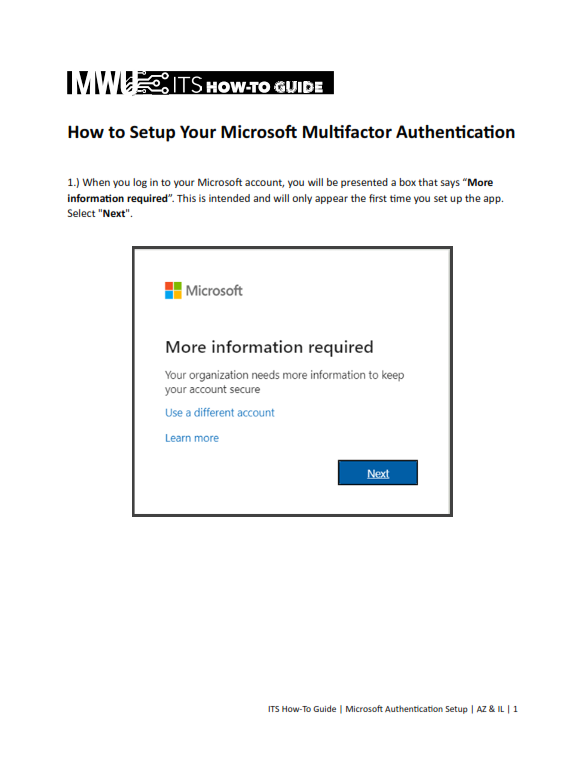 MWU ITS HOW-TO GUIDE
How to Setup Your Microsoft Multifactor Authentication
1.) When you log in to your Microsoft account, you will be presented a box that says “More
information required”. This is intended and will only appear the first time you set up the app.
Select "Next".
Microsoft
More information required
Your organization needs more information to keep
your account secure
Use a different account
Learn more
Next
ITS How-To Guide | Microsoft Authentication Setup | AZ & IL | 1